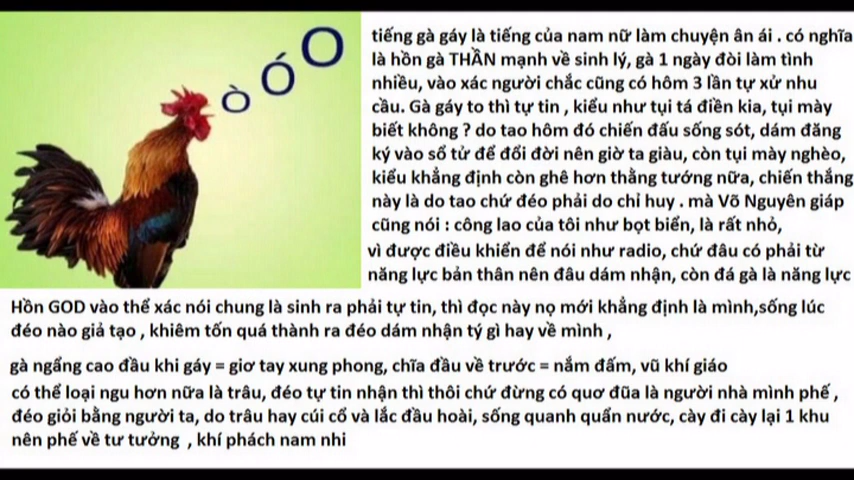 Ò Ó O
tiếng gà gáy là tiếng của nam nữ làm chuyện ân ái . có nghĩa
là hồn gà THẦN mạnh về sinh lý, gà 1 ngày đòi làm tình
nhiều, vào xác người chắc cũng có hôm 3 lần tự xử nhu
cầu. Gà gáy to thì tự tin , kiểu như tụi tá điền kia, tụi mày
biết không ? do tao hôm đó chiến đấu sống sót, dám đăng
ký vào sổ tử để đổi đời nên giờ ta giàu, còn tụi mày nghèo,
kiểu khẳng định còn ghê hơn thằng tướng nữa, chiến thắng
này là do tao chứ đéo phải do chỉ huy . mà Võ Nguyên giáp
cũng nói : công lao của tôi như bọt biển, là rất nhỏ,
vì được điều khiển để nói như radio, chứ đâu có phải từ
năng lực bản thân nên đâu dám nhận, còn đá gà là năng lực
Hồn GOD vào thể xác nói chung là sinh ra phải tự tin, thì đọc này nọ mới khẳng định là mình,sống lúc
đéo nào giả tạo , khiêm tốn quá thành ra đéo dám nhận tý gì hay về mình ,
gà ngẩng cao đầu khi gáy = giơ tay xung phong, chĩa đầu về trước = nắm đấm, vũ khí giáo
có thể loại ngu hơn nữa là trâu, đéo tự tin nhận thì thôi chứ đừng có quơ đũa là người nhà mình phế ,
đéo giỏi bằng người ta, do trâu hay cúi cổ và lắc đầu hoài, sống quanh quẩn nước, cày đi cày lại 1 khu
nên phế về tư tưởng , khí phách nam nhi